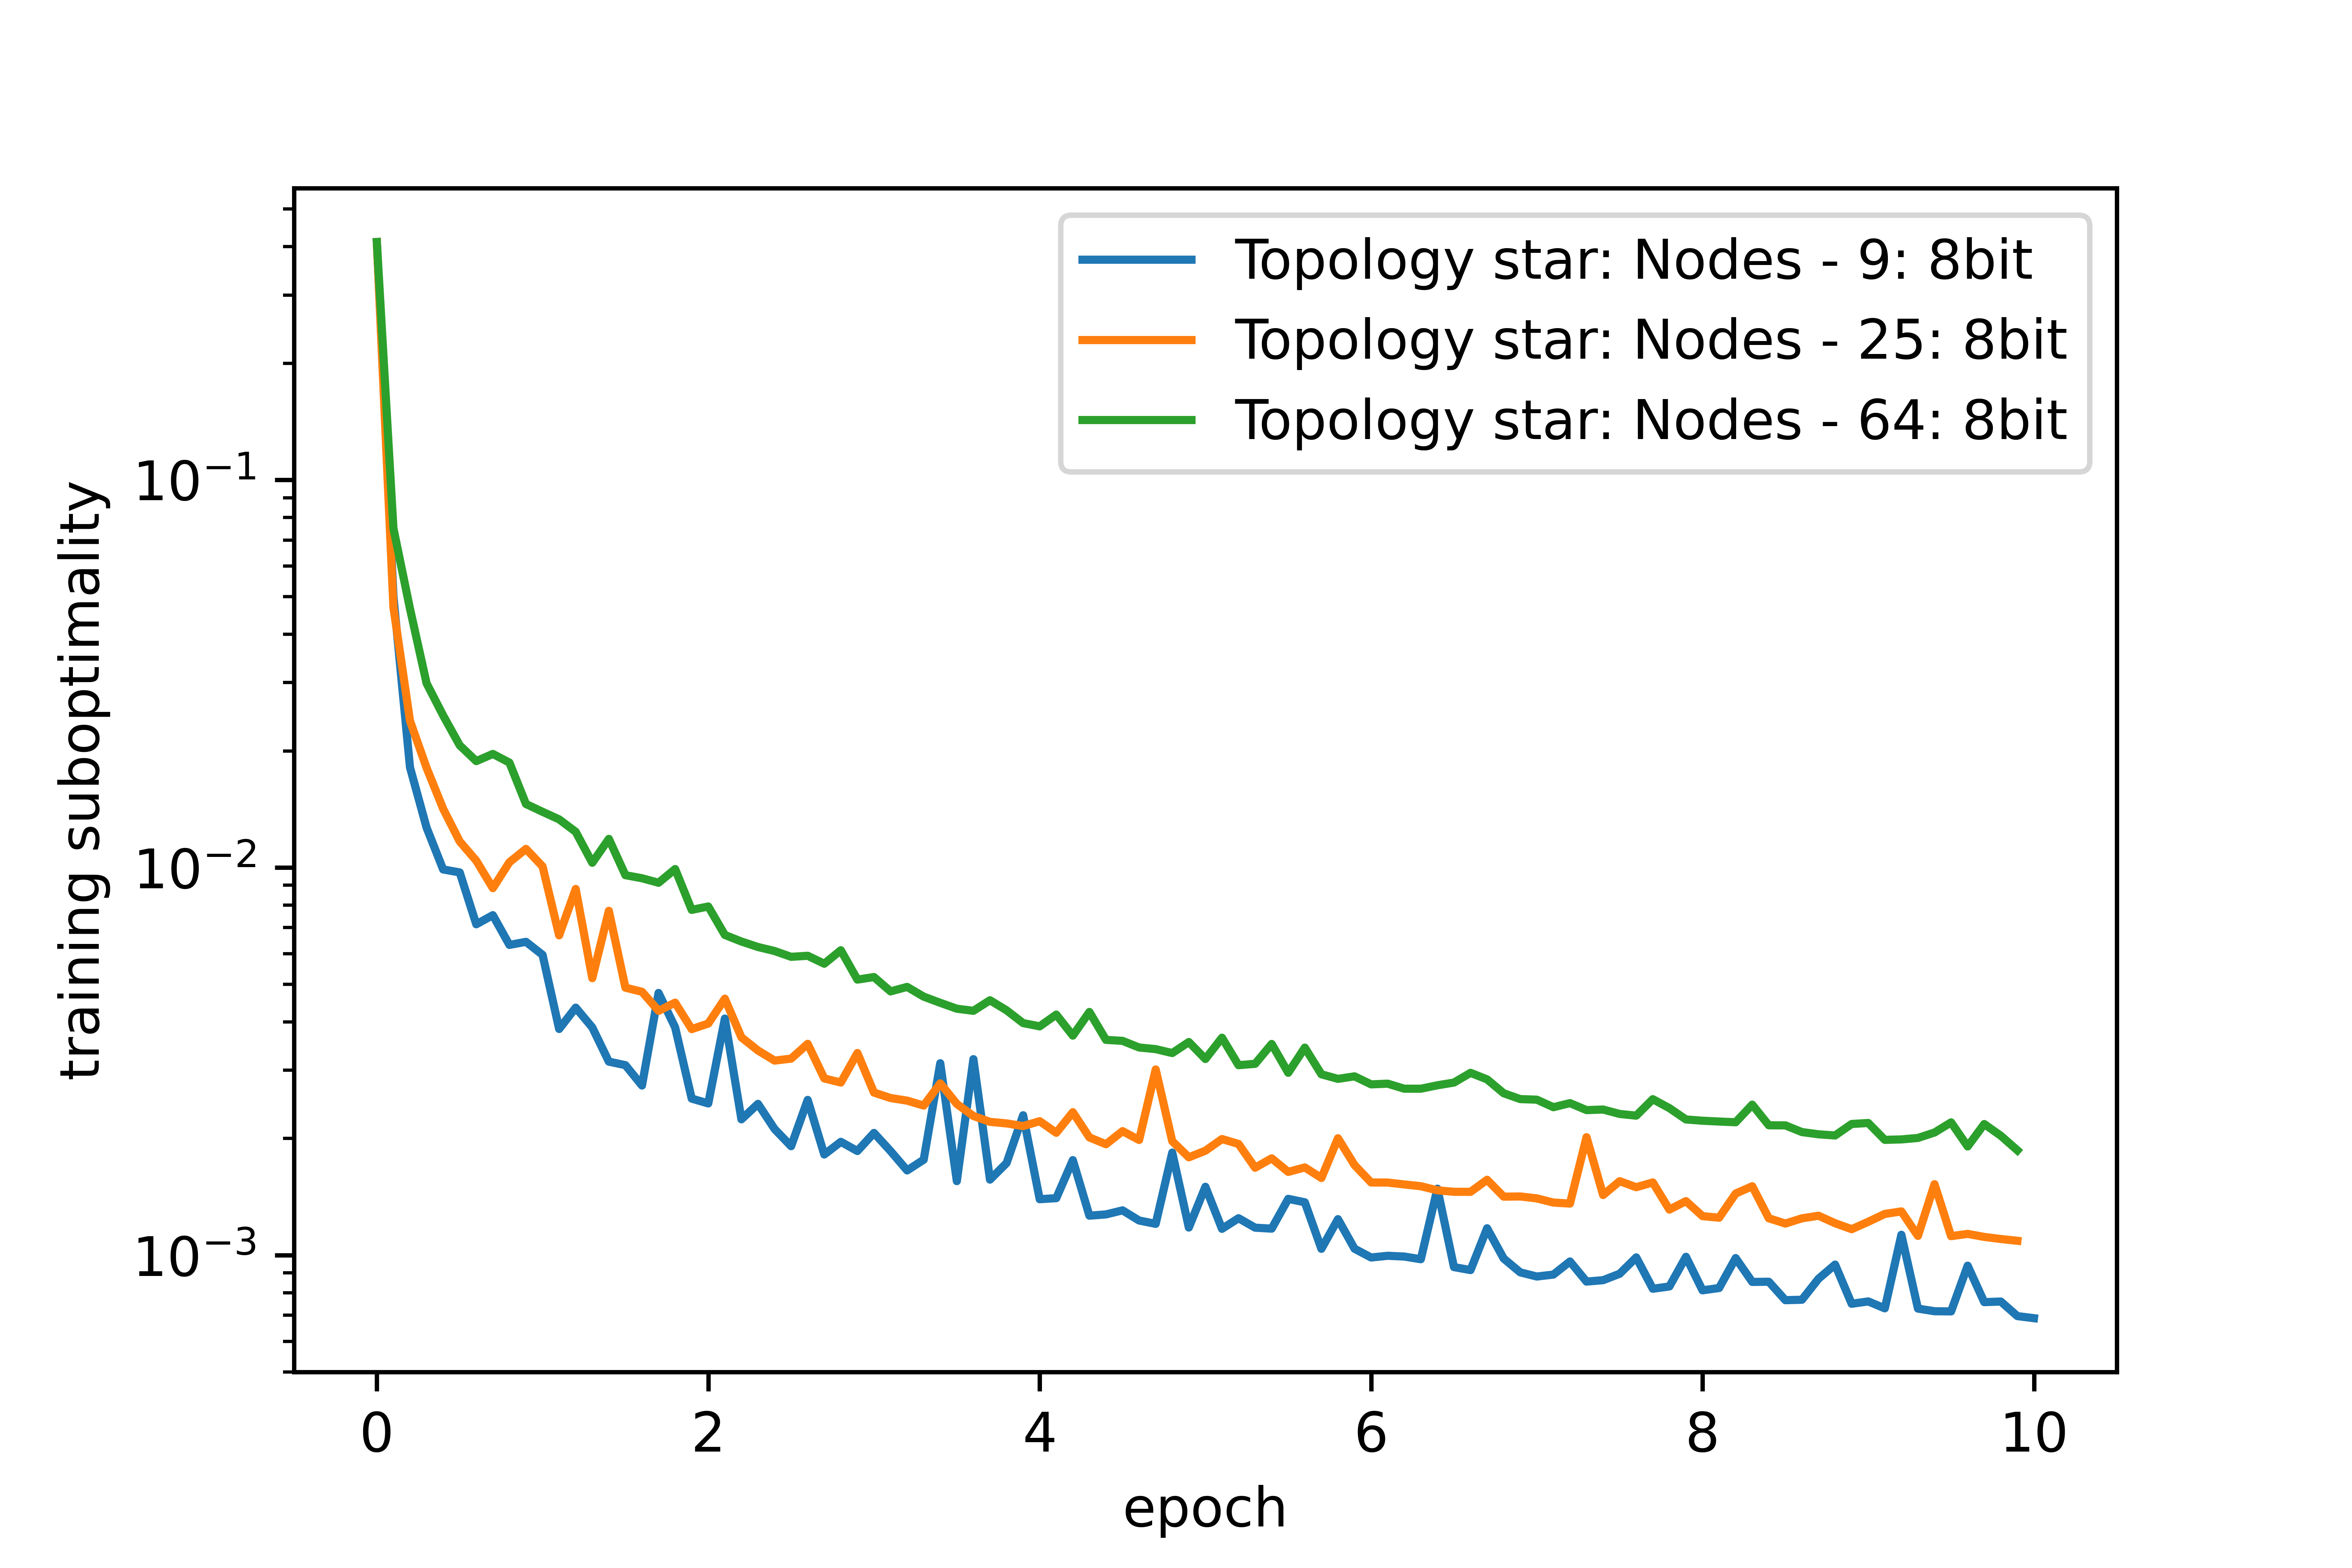 Topology star: Nodes - 9: 8bit
Topology star: Nodes - 25: 8bit
Topology star: Nodes - 64: 8bit
training suboptimality
10⁻¹
10⁻²
10⁻³
0 2 4 6 8 10
epoch